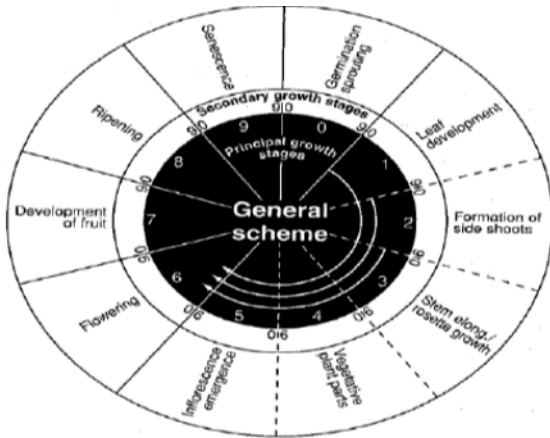 Senescence
Germination
sprouting
Secondary growth stages
Ripening
Leaf
development
9 0
9 0
9 0
9
0
8
1
Principal growth
stages
Development
of fruit
9 0
7
General
scheme
9 0
2
Formation of
side shoots
9 0
9 0
6
3
Flowering
Stem elong./
rosette growth
9 0
5
4
9 0
9 0
Inflorescence
emergence
Vegetative
plant parts